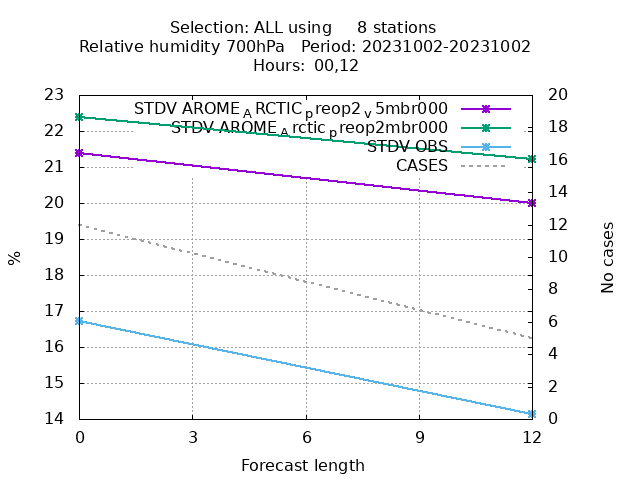 Selection: ALL using     8 stations
Relative humidity 700hPa   Period: 20231002-20231002
Hours: 00,12
STDV AROME_ARCTIC_preop2_v5mbr000
STDV AROME_Arctic_preop2mbr000
STDV OBS
CASES
23
22
21
20
19
18
17
16
15
14
%
20
18
16
14
12
10
8
6
4
2
0
No cases
0 3 6 9 12
Forecast length